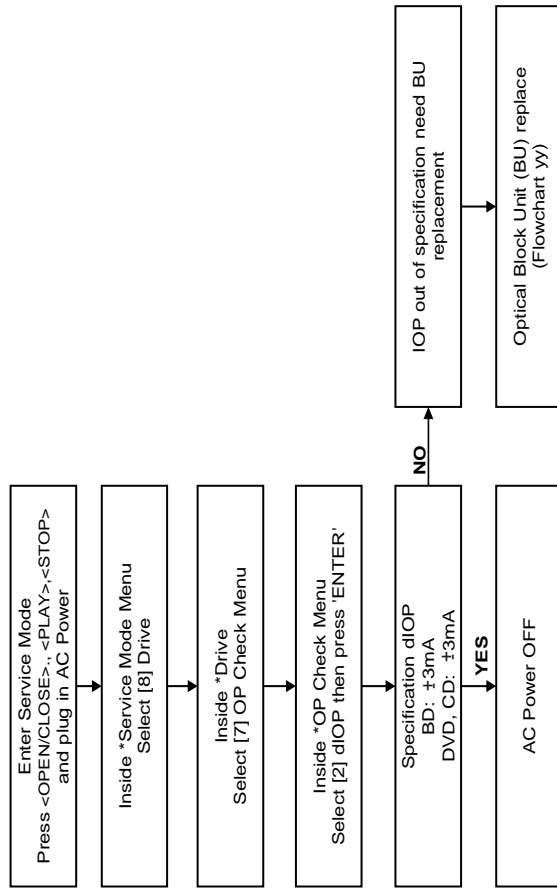 Enter Service Mode
Press <OPEN/CLOSE>., <PLAY>,<STOP>
and plug in AC Power
Inside *Service Mode Menu
Select [8] Drive
Inside *Drive
Select [7] OP Check Menu
Inside *OP Check Menu
Select [2] dIOP then press 'ENTER'
Specification dIOP
BD: ±3mA
DVD, CD: ±3mA
NO
IOP out of specification need BU
replacement
Optical Block Unit (BU) replace
(Flowchart yy)
YES
AC Power OFF